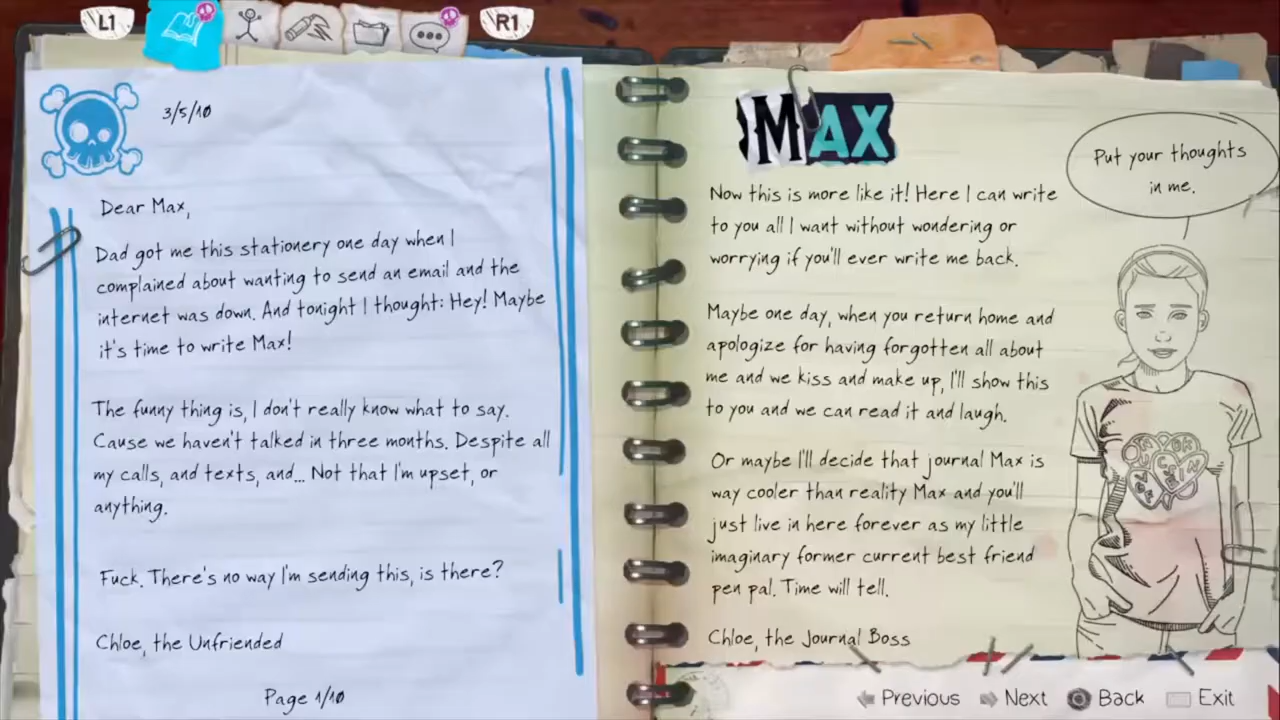 L1
R1
3/5/10
Dear Max,
Dad got me this stationery one day when I
complained about wanting to send an email and the
internet was down. And tonight I thought: Hey! Maybe
it's time to write Max!
The funny thing is, I don't really know what to say.
Cause we haven't talked in three months. Despite all
my calls, and texts, and... Not that I'm upset, or
anything.
Fuck. There's no way I'm sending this, is there?
Chloe, the Unfriended
Page 1/10
MAX
Now this is more like it! Here I can write
to you all I want without wondering or
worrying if you'll ever write me back.
Maybe one day, when you return home and
apologize for having forgotten all about
me and we kiss and make up, I'll show this
to you and we can read it and laugh.
Or maybe I'll decide that journal Max is
way cooler than reality Max and you'll
just live in here forever as my little
imaginary former current best friend
pen pal. Time will tell.
Chloe, the Journal Boss
Put your thoughts
in me.
Previous
Next
Back
Exit